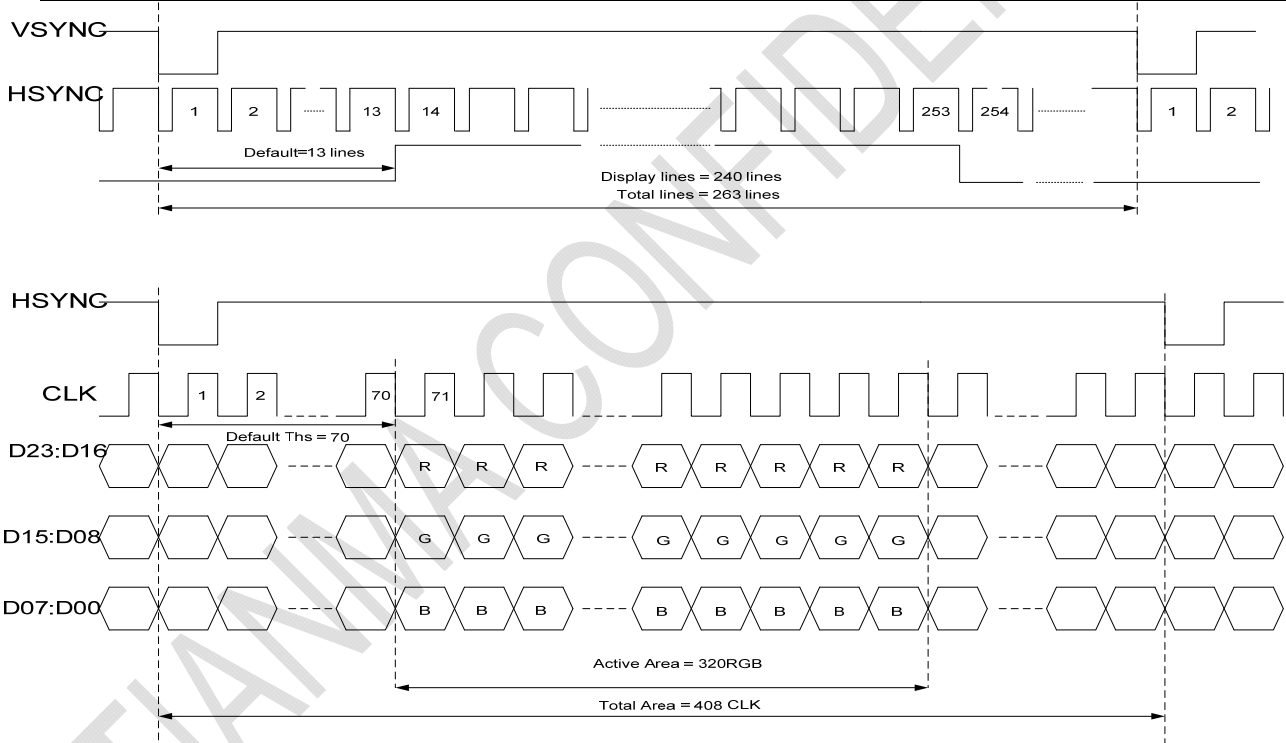 VSYNC
HSYNC
1 2 13 14 253 254 1 2
Default=13 lines
Display lines = 240 lines
Total lines = 263 lines
HSYNC
CLK
1 2 70 71
Default Ths = 70
D23:D16
R R R R R R R R
D15:D08
G G G G G G G G
D07:D00
B B B B B B B B
Active Area = 320RGB
Total Area = 408 CLK
TIANMA CONFIDEN